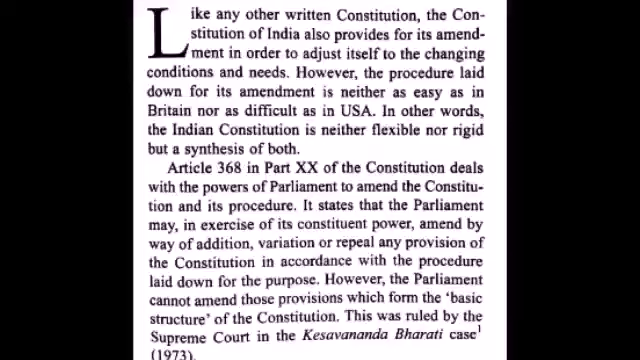 Like any other written Constitution, the Con-
stitution of India also provides for its amend-
ment in order to adjust itself to the changing
conditions and needs. However, the procedure laid
down for its amendment is neither as easy as in
Britain nor as difficult as in USA. In other words,
the Indian Constitution is neither flexible nor rigid
but a synthesis of both.
Article 368 in Part XX of the Constitution deals
with the powers of Parliament to amend the Constitu-
tion and its procedure. It states that the Parliament
may, in exercise of its constituent power, amend by
way of addition, variation or repeal any provision of
the Constitution in accordance with the procedure
laid down for the purpose. However, the Parliament
cannot amend those provisions which form the ‘basic
structure’ of the Constitution. This was ruled by the
Supreme Court in the Kesavananda Bharati case¹
(1973).